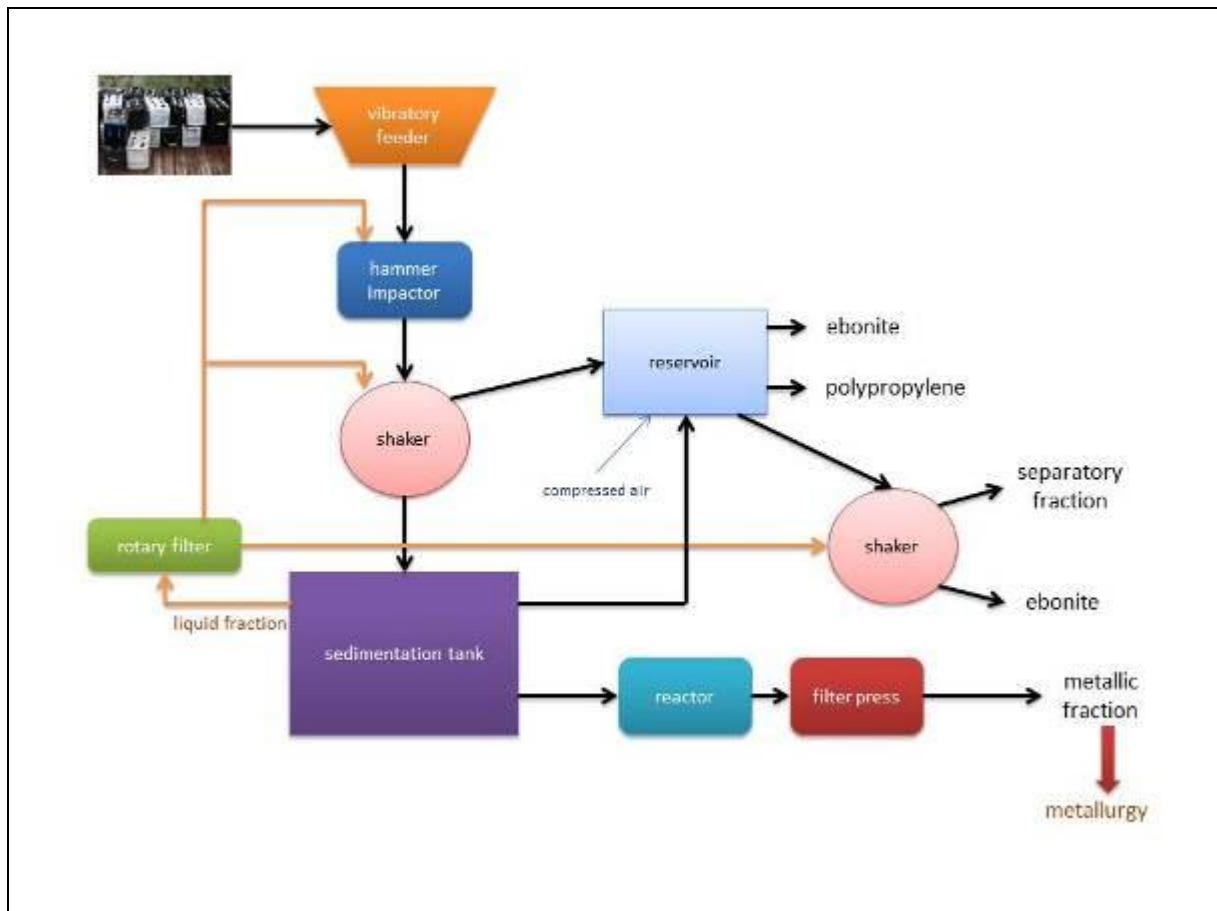 vibratory
feeder
hammer
impactor
reservoir
ebonite
polypropylene
shaker
compressed air
separatory
fraction
rotary filter
shaker
ebonite
liquid fraction
sedimentation tank
reactor
filter press
metallic
fraction
metallurgy